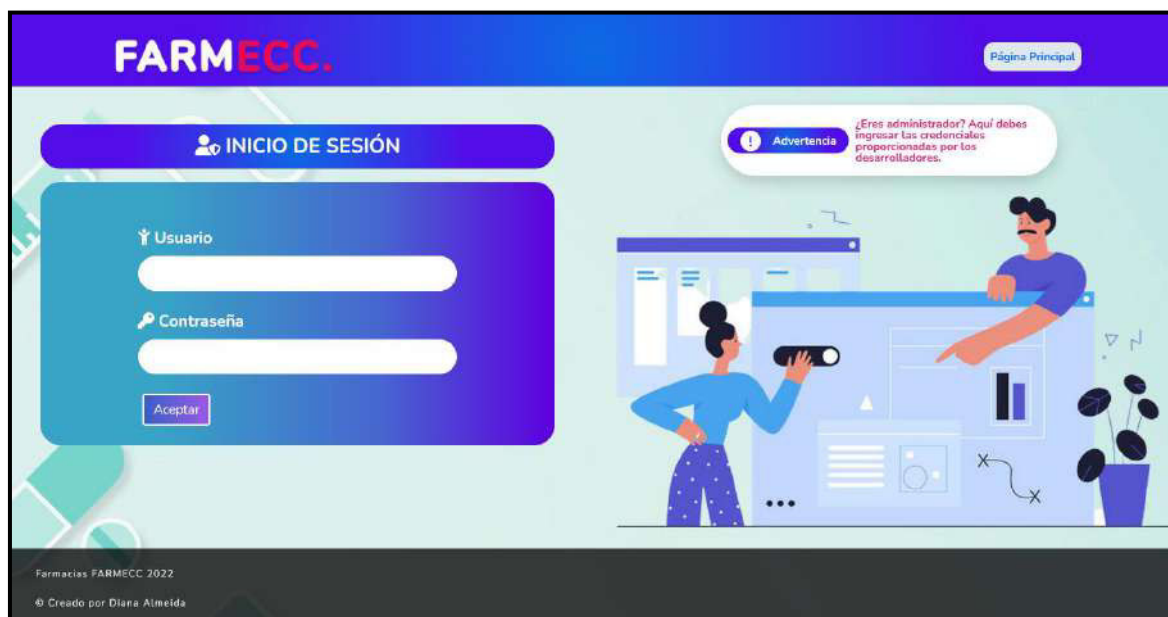 FARMECC.
Página Principal
INICIO DE SESIÓN
Usuario
Contraseña
Aceptar
Advertencia
¿Eres administrador? Aquí debes
ingresar las credenciales
proporcionadas por los
desarrolladores.
Farmacias FARMECC 2022
© Creado por Diana Almeida